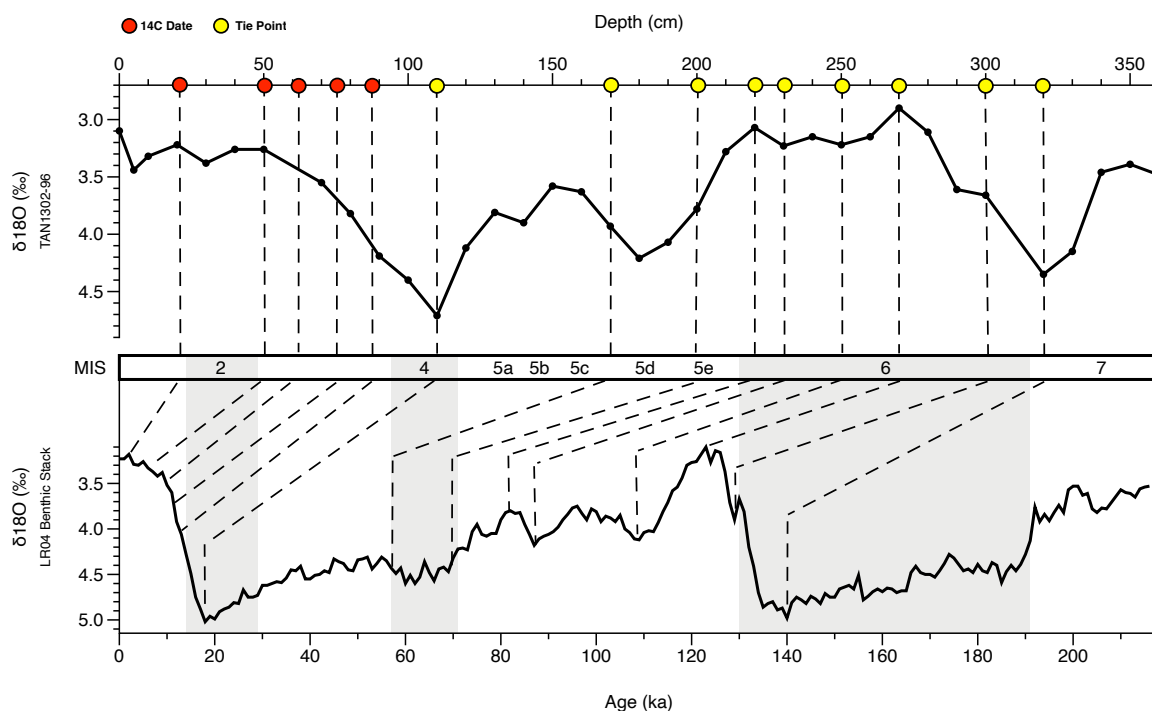 Depth (cm)
14C Date Tie Point
0 50 100 150 200 250 300 350
3.0
3.5
4.0
4.5
δ18O (‰)
TAN1302-96
MIS 2 4 5a 5b 5c 5d 5e 6 7
3.5
4.0
4.5
5.0
δ18O (‰)
LR04 Benthic Stack
0 20 40 60 80 100 120 140 160 180 200
Age (ka)